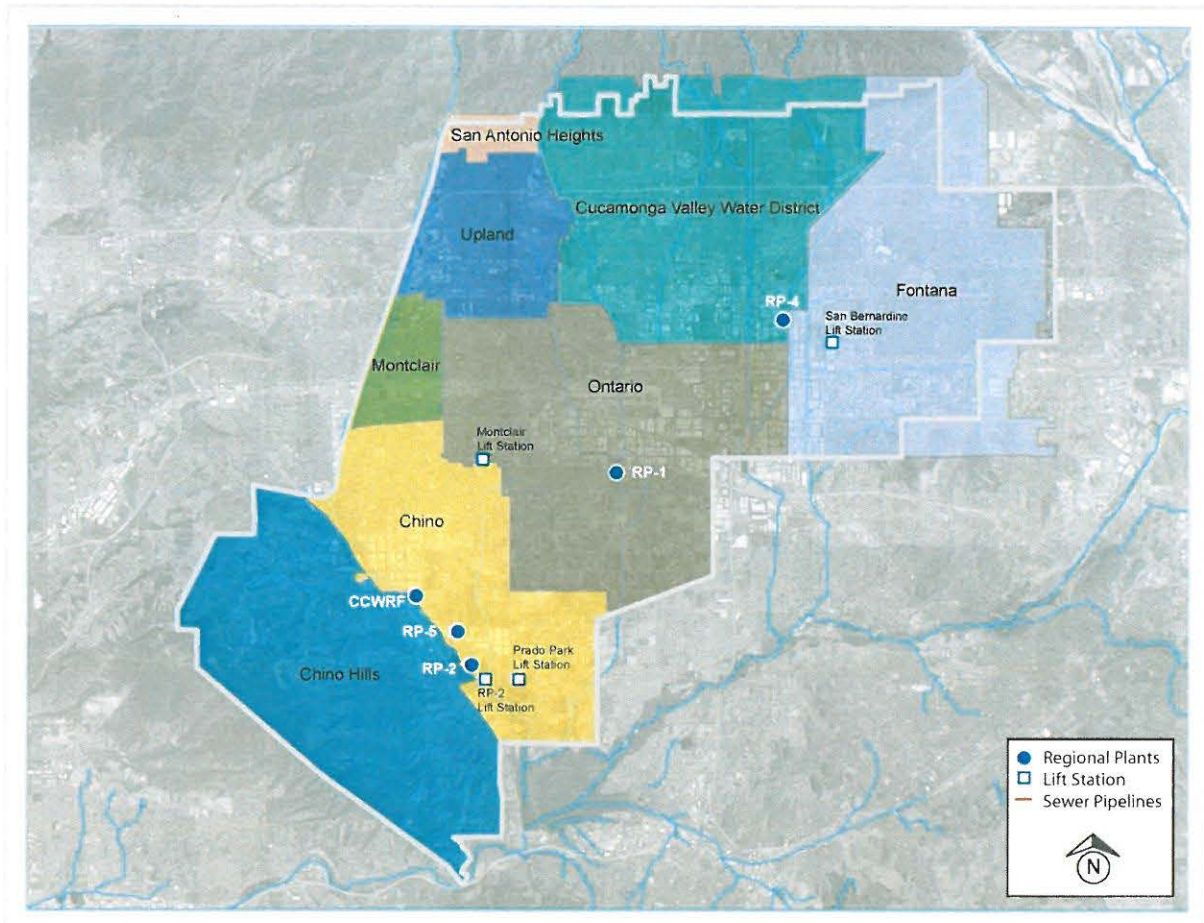 San Antonio Heights
Cucamonga Valley Water District
Upland
Fontana
RP-4
San Bernardine
Lift Station
Montclair
Ontario
Montclair
Lift Station
RP-1
Chino
CCWRF
RP-5
Prado Park
Lift Station
RP-2
Chino Hills
RP-2
Lift Station
Regional Plants
Lift Station
Sewer Pipelines
N